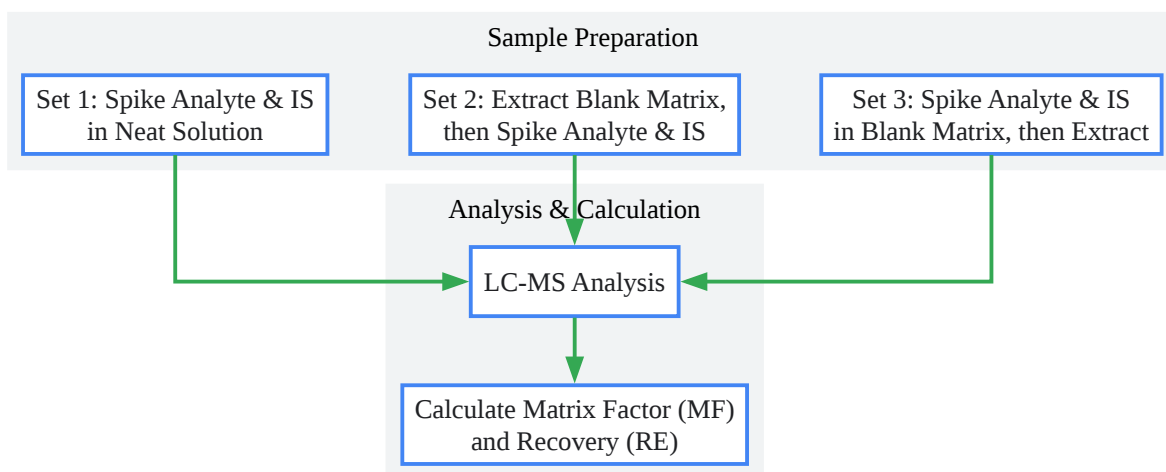 Sample Preparation
Set 1: Spike Analyte & IS
in Neat Solution
Set 2: Extract Blank Matrix,
then Spike Analyte & IS
Set 3: Spike Analyte & IS
in Blank Matrix, then Extract
Analysis & Calculation
LC-MS Analysis
Calculate Matrix Factor (MF)
and Recovery (RE)